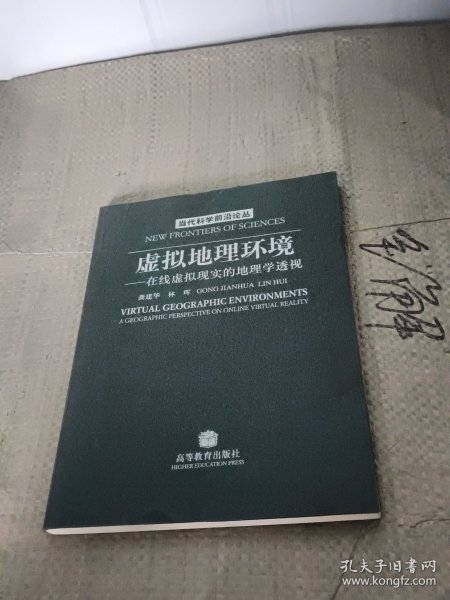 当代科学前沿论丛
NEW FRONTIERS OF SCIENCES
虚拟地理环境
——在线虚拟现实的地理学透视
龚建华 林 珲 GONG JIANHUA LIN HUI
VIRTUAL GEOGRAPHIC ENVIRONMENTS
A GEOGRAPHIC PERSPECTIVE ON ONLINE VIRTUAL REALITY
高等教育出版社
HIGHER EDUCATION PRESS
孔夫子旧书网
www.kongfz.com